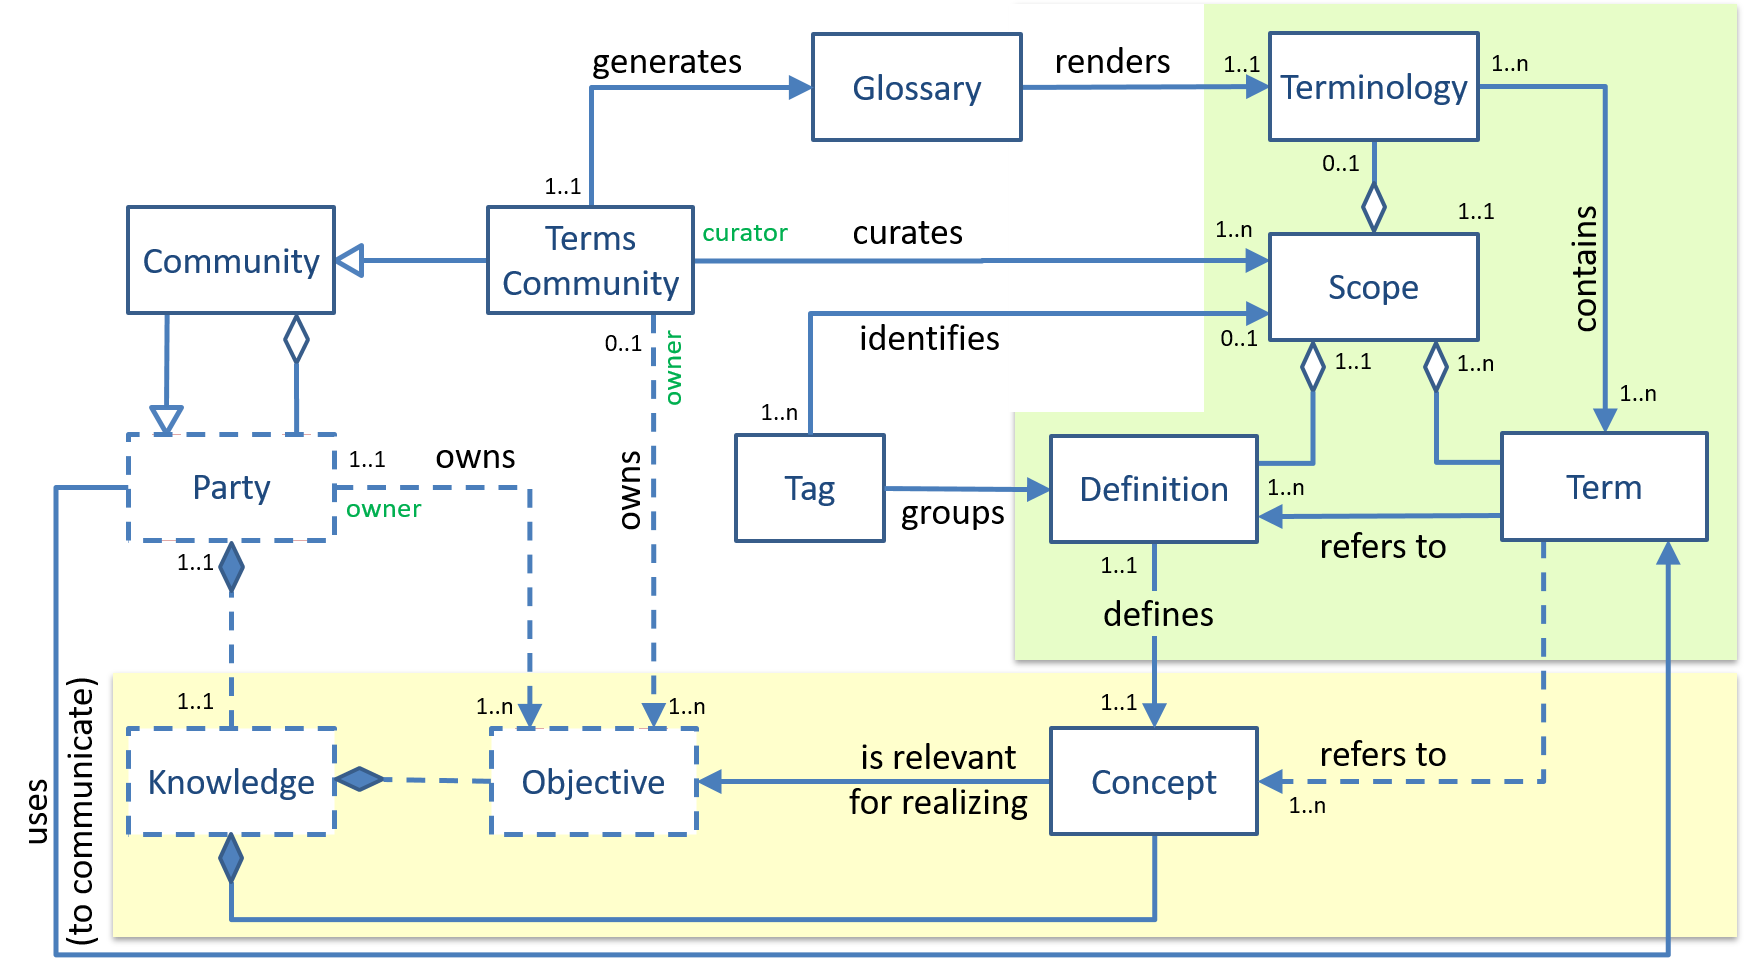 generates
Glossary
renders
1..1
Terminology
1..n
0..1
1..1
1..1
Community
Terms
Community
curator
curates
1..n
1..1
Scope
contains
identifies
0..1
0..1
owner
1..1
1..n
1..n
1..n
Party
1..1
owns
owner
owns
Tag
groups
Definition
1..n
Term
refers to
1..1
1..1
defines
uses
(to communicate)
1..1
1..n
1..n
1..1
Knowledge
Objective
is relevant
for realizing
Concept
refers to
1..n